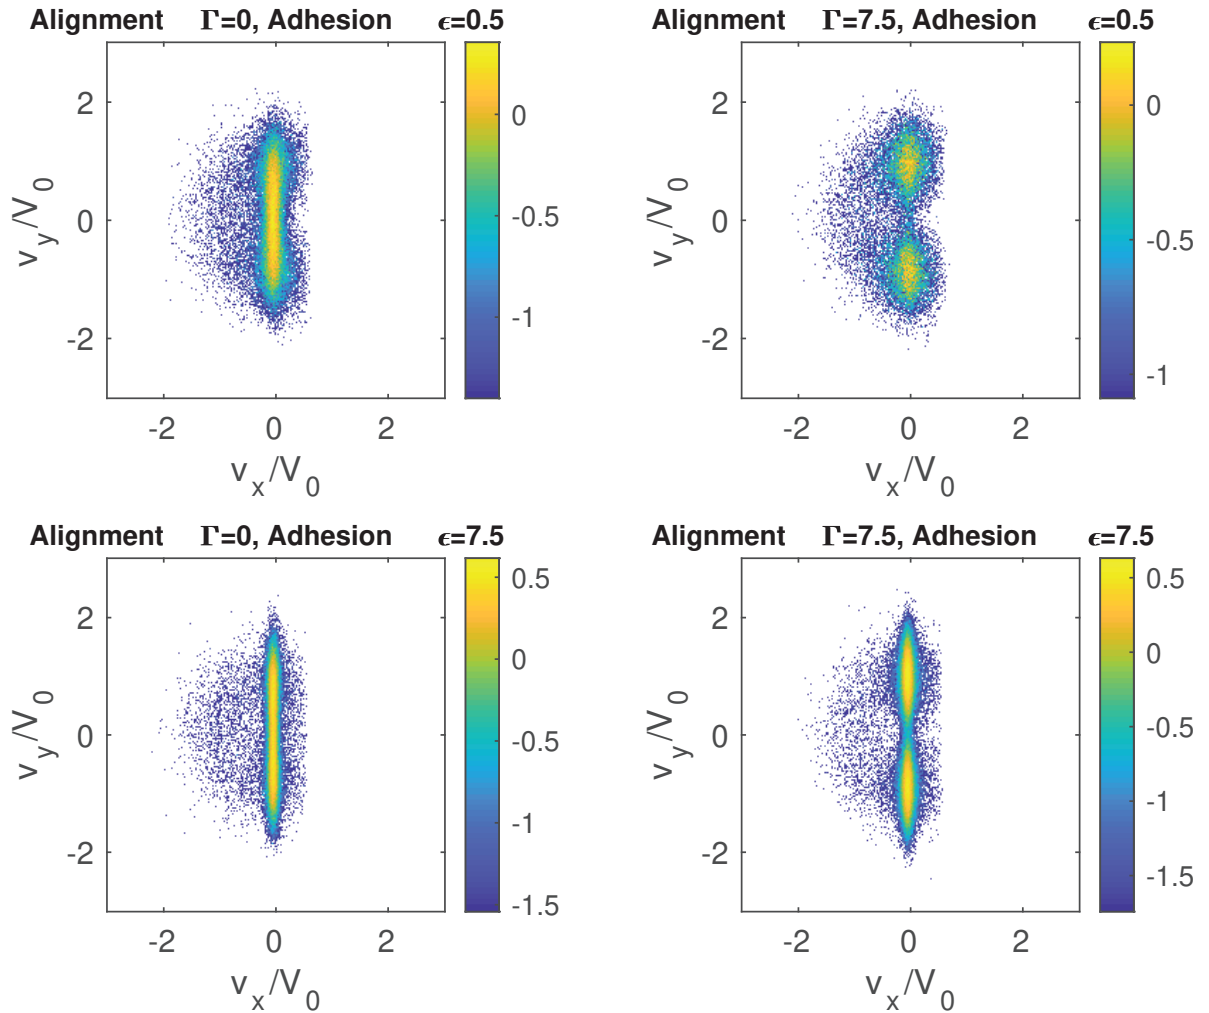 Alignment Γ=0, Adhesion ϵ=0.5
2
0
-2
v_y/V_0
-2 0 2
v_x/V_0
0
-0.5
-1
Alignment Γ=7.5, Adhesion ϵ=0.5
2
0
-2
v_y/V_0
-2 0 2
v_x/V_0
0
-0.5
-1
Alignment Γ=0, Adhesion ϵ=7.5
2
0
-2
v_y/V_0
-2 0 2
v_x/V_0
0.5
0
-0.5
-1
-1.5
Alignment Γ=7.5, Adhesion ϵ=7.5
2
0
-2
v_y/V_0
-2 0 2
v_x/V_0
0.5
0
-0.5
-1
-1.5